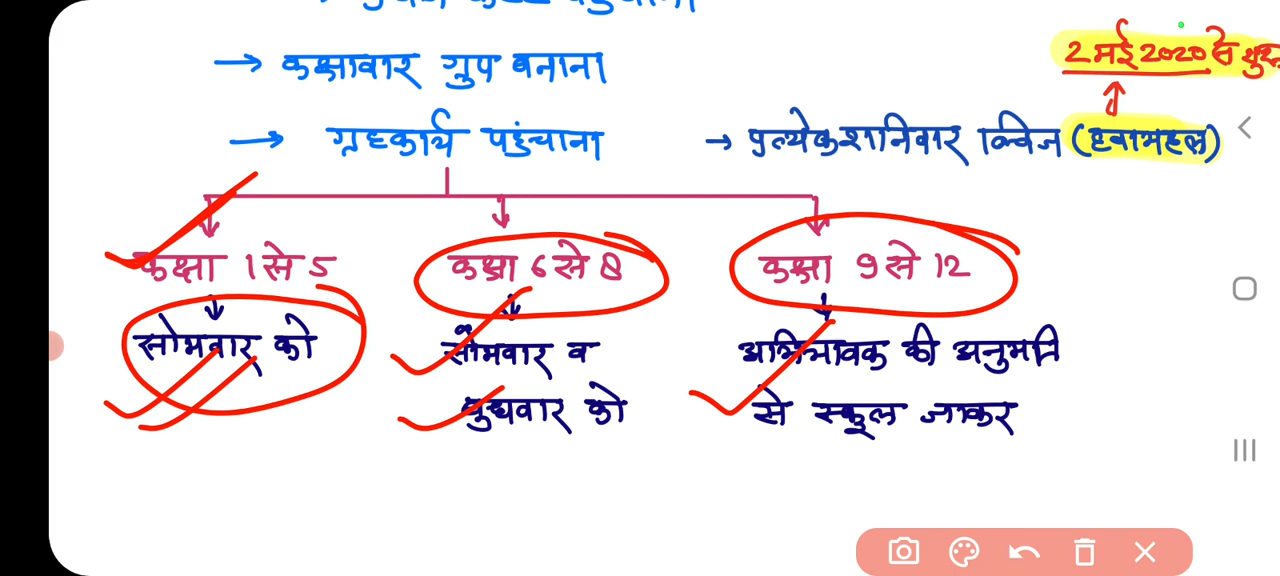 → कक्षावार ग्रुप बनाना
2 मई 2020 से शुरू
→ गृहकार्य पहुंचाना
→ प्रत्येक शनिवार क्विज (हवामहल)
कक्षा 1 से 5
कक्षा 6 से 8
कक्षा 9 से 12
सोमवार को
सोमवार व
बुधवार को
अभिभावक की अनुमति
से स्कूल जाकर